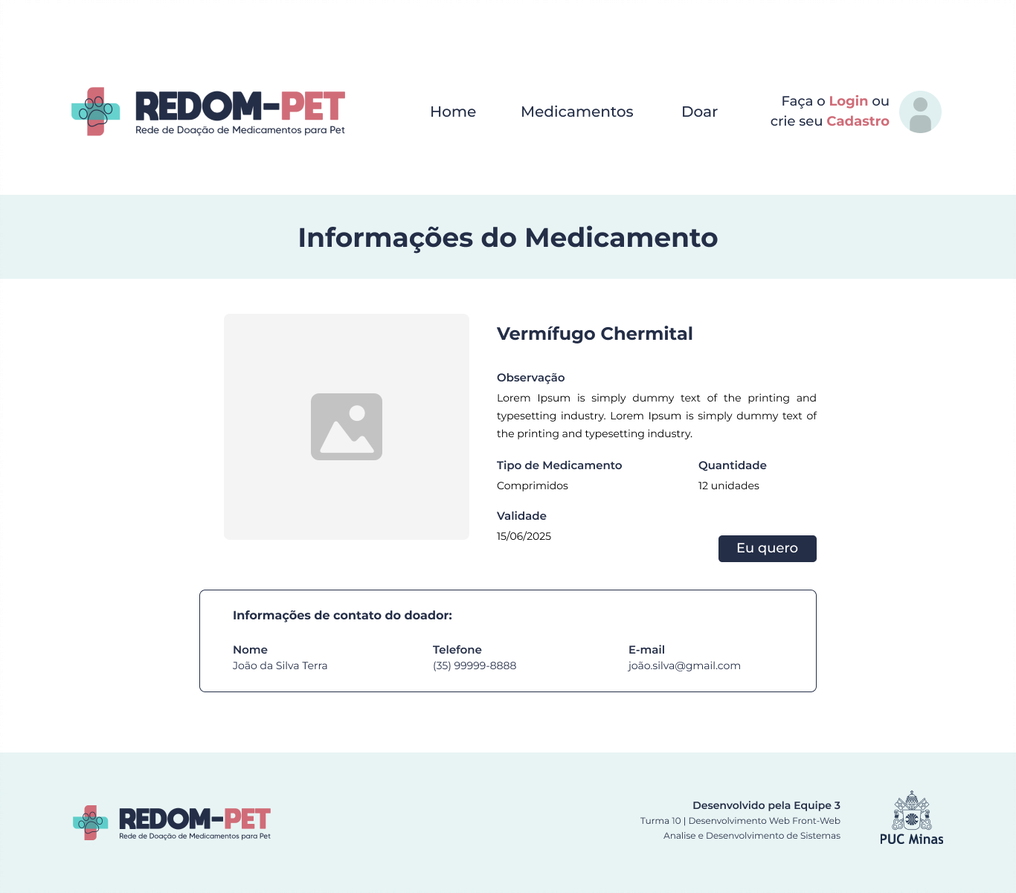 REDOM-PET
Rede de Doação de Medicamentos para Pet
Home
Medicamentos
Doar
Faça o Login ou
crie seu Cadastro
Informações do Medicamento
Vermífugo Chermital
Observação
Lorem Ipsum is simply dummy text of the printing and
typesetting industry. Lorem Ipsum is simply dummy text of
the printing and typesetting industry.
Tipo de Medicamento
Quantidade
Comprimidos
12 unidades
Validade
15/06/2025
Eu quero
Informações de contato do doador:
Nome
Telefone
E-mail
João da Silva Terra
(35) 99999-8888
joão.silva@gmail.com
REDOM-PET
Rede de Doação de Medicamentos para Pet
Desenvolvido pela Equipe 3
Turma 10 | Desenvolvimento Web Front-Web
Analise e Desenvolvimento de Sistemas
PUC Minas